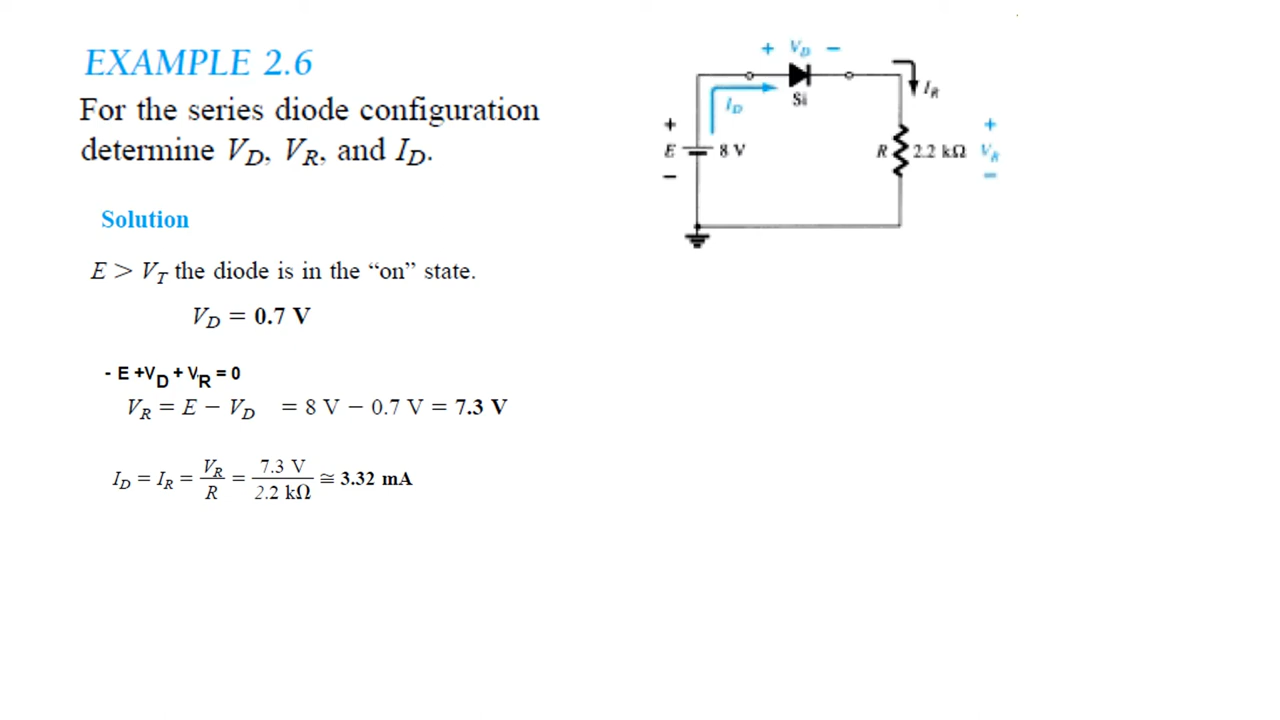 EXAMPLE 2.6
For the series diode configuration
determine V_D, V_R, and I_D.
Solution
E > V_T the diode is in the “on” state.
V_D = 0.7 V
- E +V_D + V_R = 0
V_R = E − V_D = 8 V − 0.7 V = 7.3 V
I_D = I_R = V_R / R = 7.3 V / 2.2 kΩ ≅ 3.32 mA
+ V_D −
I_D
Si
I_R
+
E
8 V
−
R
2.2 kΩ
+
V_R
−